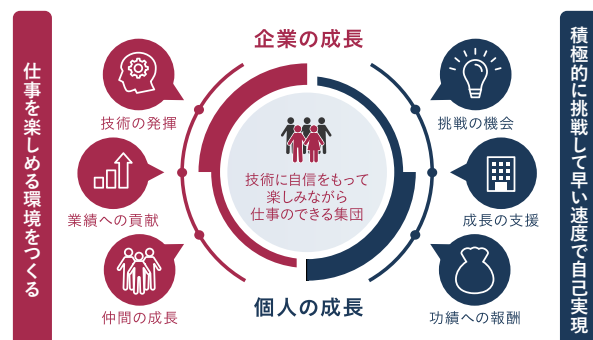 仕事を楽しめる環境をつくる
企業の成長
技術の発揮
業績への貢献
仲間の成長
技術に自信をもって
楽しみながら
仕事のできる集団
個人の成長
挑戦の機会
成長の支援
功績への報酬
積極的に挑戦して早い速度で自己実現